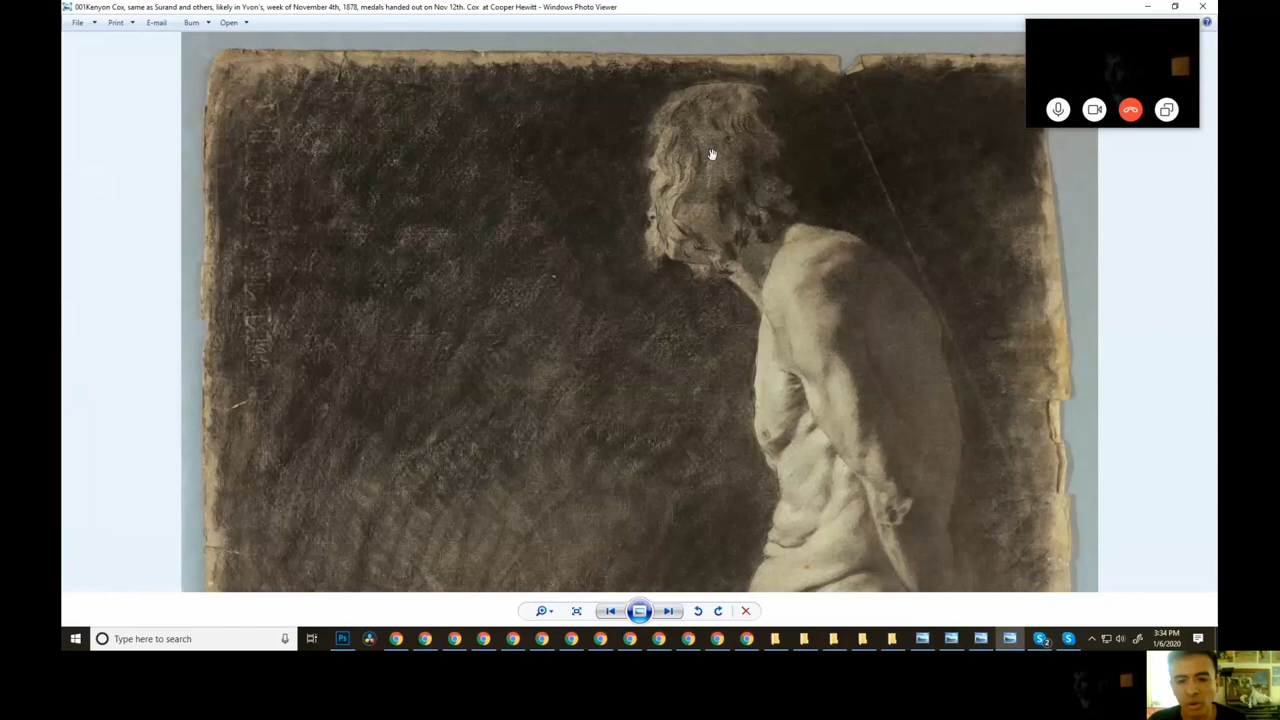 001Kenyon Cox, same as Surand and others, likely in Yvon's, week of November 4th, 1878, medals handed out on Nov 12th. Cox  at Cooper Hewitt - Windows Photo Viewer
File Print E-mail Burn Open
Type here to search
Ps
2
3:34 PM
1/6/2020